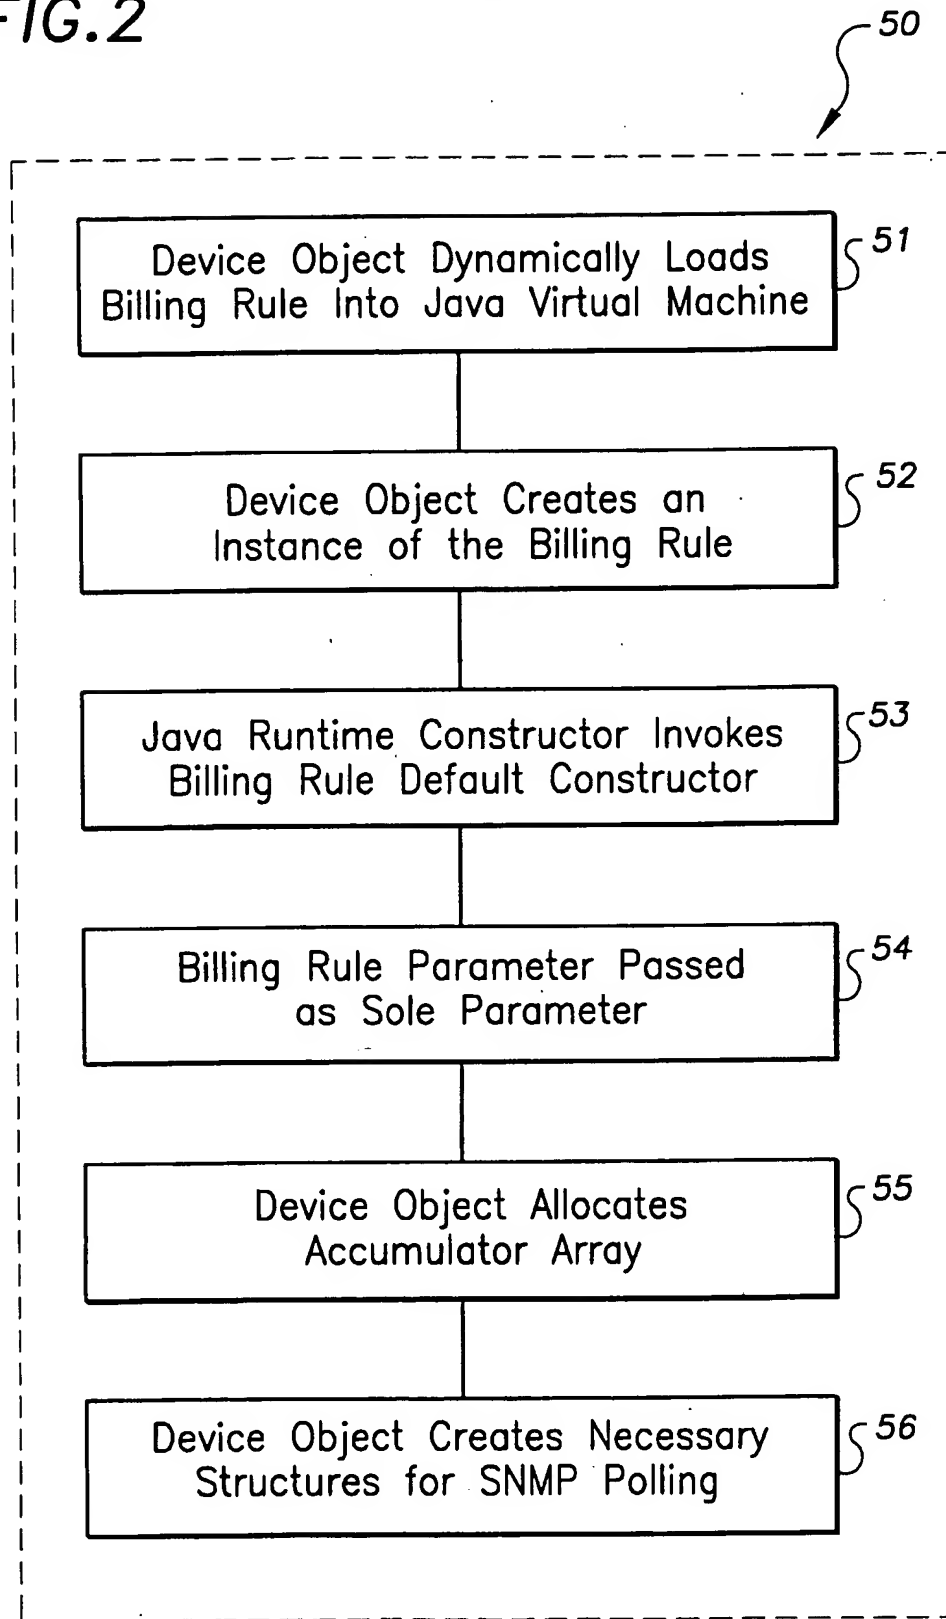 FIG.2
50
Device Object Dynamically Loads
Billing Rule Into Java Virtual Machine
51
Device Object Creates an
Instance of the Billing Rule
52
Java Runtime Constructor Invokes
Billing Rule Default Constructor
53
Billing Rule Parameter Passed
as Sole Parameter
54
Device Object Allocates
Accumulator Array
55
Device Object Creates Necessary
Structures for SNMP Polling
56